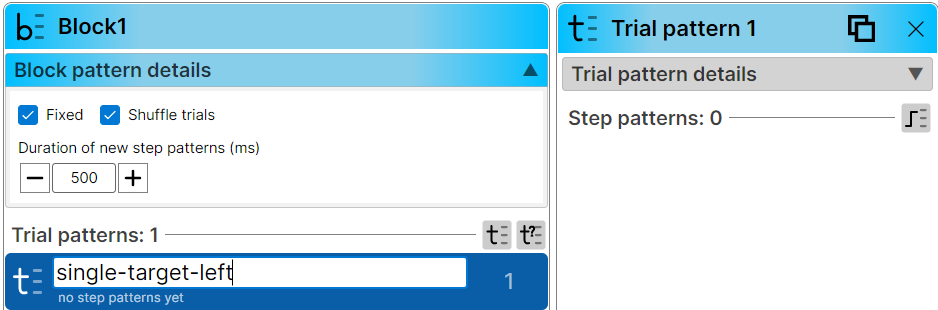 Block1
Block pattern details
Fixed Shuffle trials
Duration of new step patterns (ms)
500
Trial patterns: 1
single-target-left 1
no step patterns yet
Trial pattern 1
Trial pattern details
Step patterns: 0